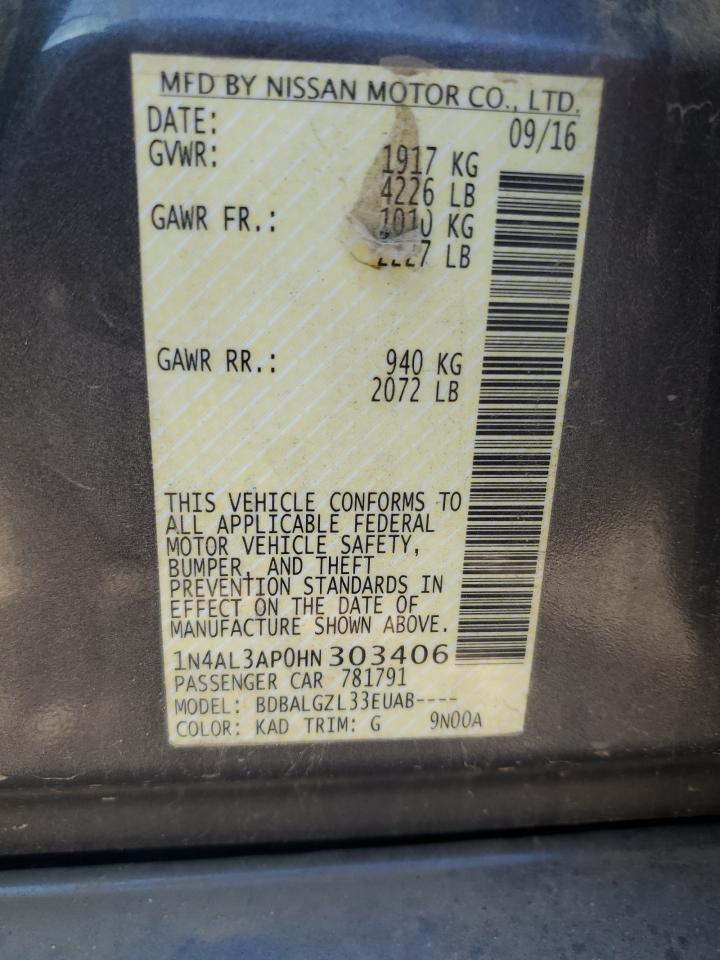 MFD BY NISSAN MOTOR CO., LTD.
DATE: 09/16
GVWR: 1917 KG
4226 LB
GAWR FR.: 1010 KG
2227 LB
GAWR RR.: 940 KG
2072 LB
THIS VEHICLE CONFORMS TO
ALL APPLICABLE FEDERAL
MOTOR VEHICLE SAFETY,
BUMPER, AND THEFT
PREVENTION STANDARDS IN
EFFECT ON THE DATE OF
MANUFACTURE SHOWN ABOVE.
1N4AL3AP0HN303406
PASSENGER CAR 781791
MODEL: BDBALGZL33EUAB----
COLOR: KAD TRIM: G 9N00A